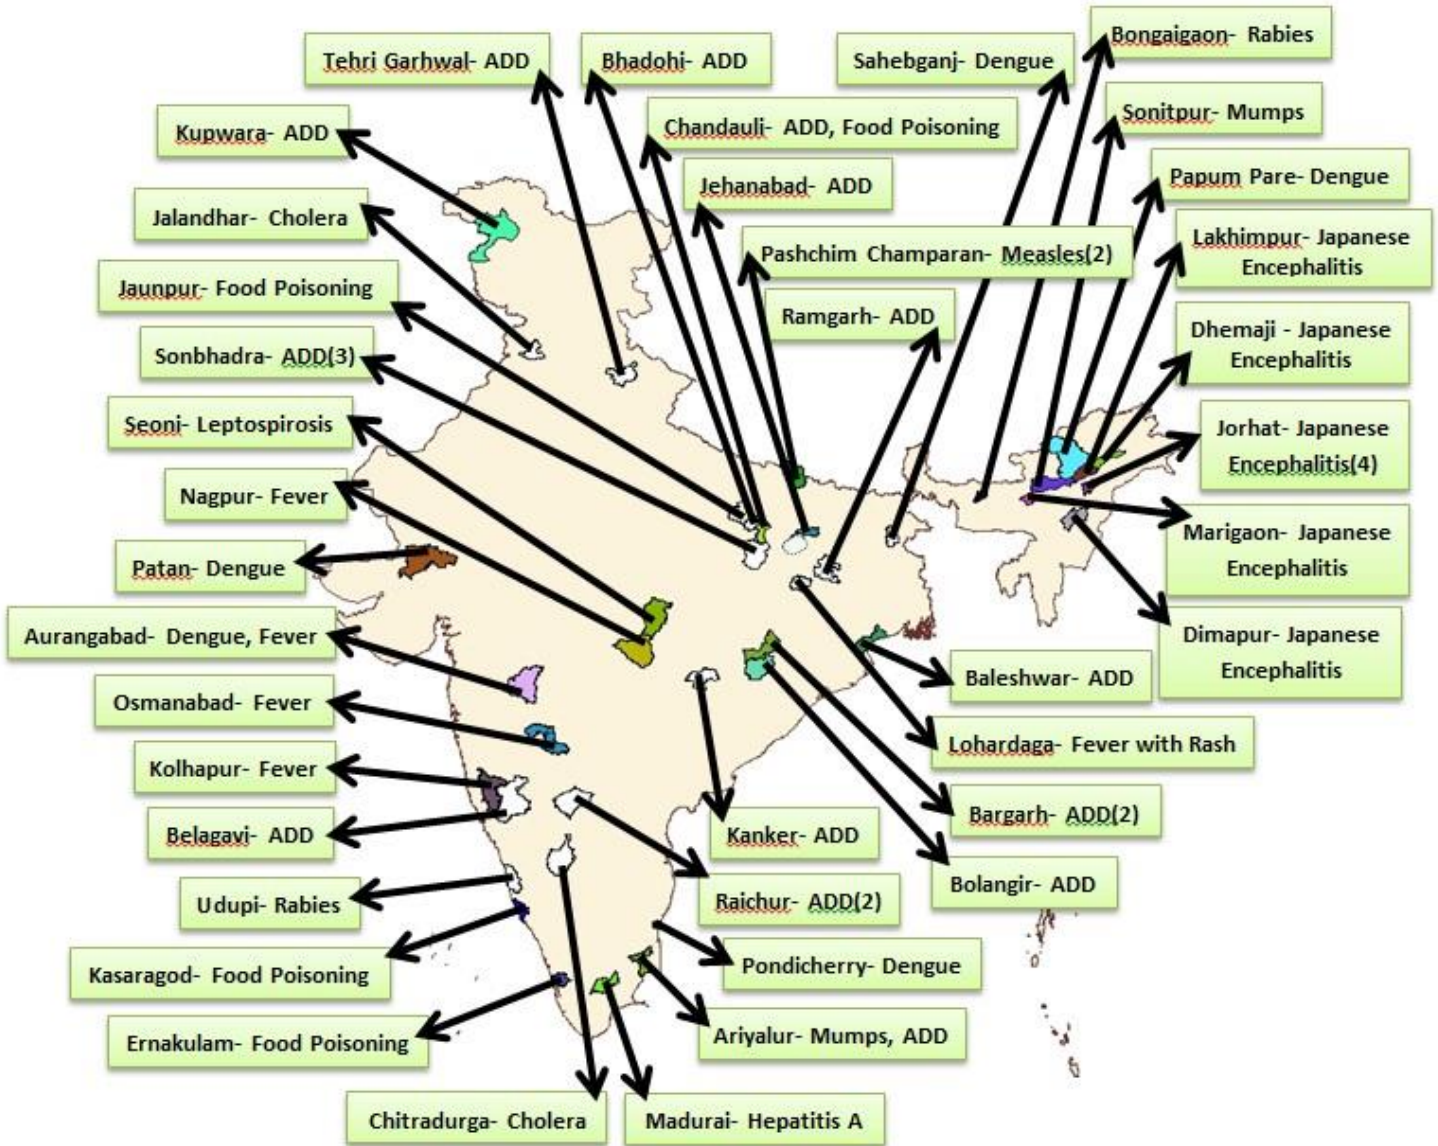 Tehri Garhwal- ADD
Bhadohi- ADD
Sahebganj- Dengue
Bongaigaon- Rabies
Kupwara- ADD
Chandauli- ADD, Food Poisoning
Sonitpur- Mumps
Jalandhar- Cholera
Jehanabad- ADD
Papum Pare- Dengue
Jaunpur- Food Poisoning
Pashchim Champaran- Measles(2)
Lakhimpur- Japanese
Encephalitis
Sonbhadra- ADD(3)
Ramgarh- ADD
Dhemaji - Japanese
Encephalitis
Seoni- Leptospirosis
Jorhat- Japanese
Encephalitis(4)
Nagpur- Fever
Marigaon- Japanese
Encephalitis
Patan- Dengue
Dimapur- Japanese
Encephalitis
Aurangabad- Dengue, Fever
Baleshwar- ADD
Osmanabad- Fever
Lohardaga- Fever with Rash
Kolhapur- Fever
Bargarh- ADD(2)
Belagavi- ADD
Kanker- ADD
Bolangir- ADD
Udupi- Rabies
Raichur- ADD(2)
Kasaragod- Food Poisoning
Pondicherry- Dengue
Ernakulam- Food Poisoning
Ariyalur- Mumps, ADD
Chitradurga- Cholera
Madurai- Hepatitis A